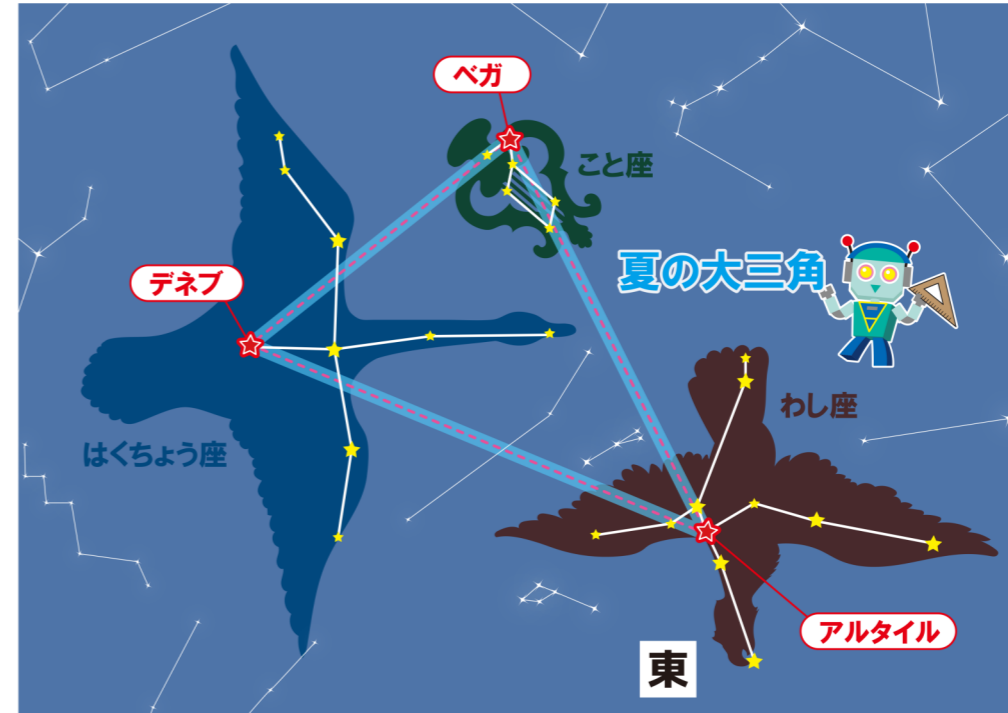 ベガ
こと座
夏の大三角
デネブ
わし座
はくちょう座
アルタイル
東